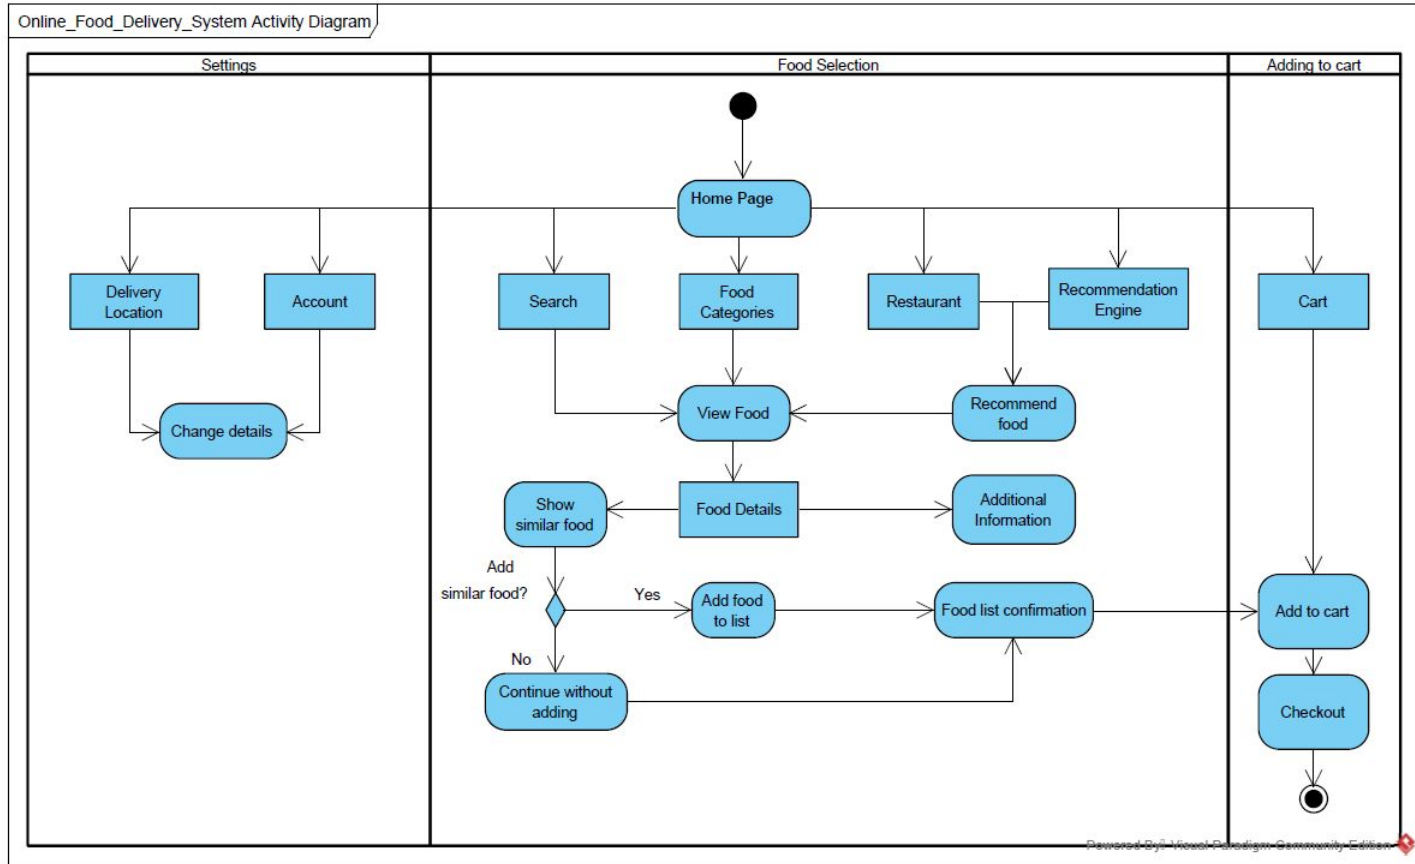 Online_Food_Delivery_System Activity Diagram
Settings
Food Selection
Adding to cart
Home Page
Delivery
Location
Account
Search
Food
Categories
Restaurant
Recommendation
Engine
Cart
Change details
View Food
Recommend
food
Show
similar food
Food Details
Additional
Information
Add
similar food?
Yes
Add food
to list
Food list confirmation
Add to cart
No
Continue without
adding
Checkout
Powered By Visual Paradigm Community Edition